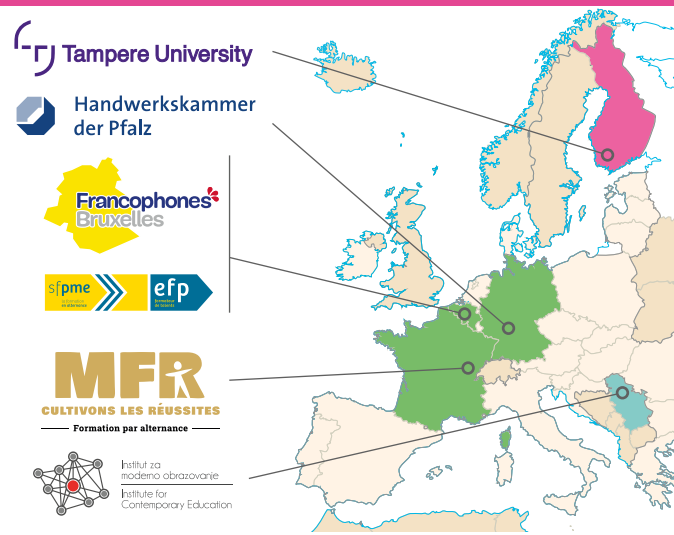 Tampere University
Handwerkskammer
der Pfalz
Francophones
Bruxelles
sfpme
efp
MFR
CULTIVONS LES RÉUSSITES
Formation par alternance
Institut za
moderno obrazovanje
Institute for
Contemporary Education